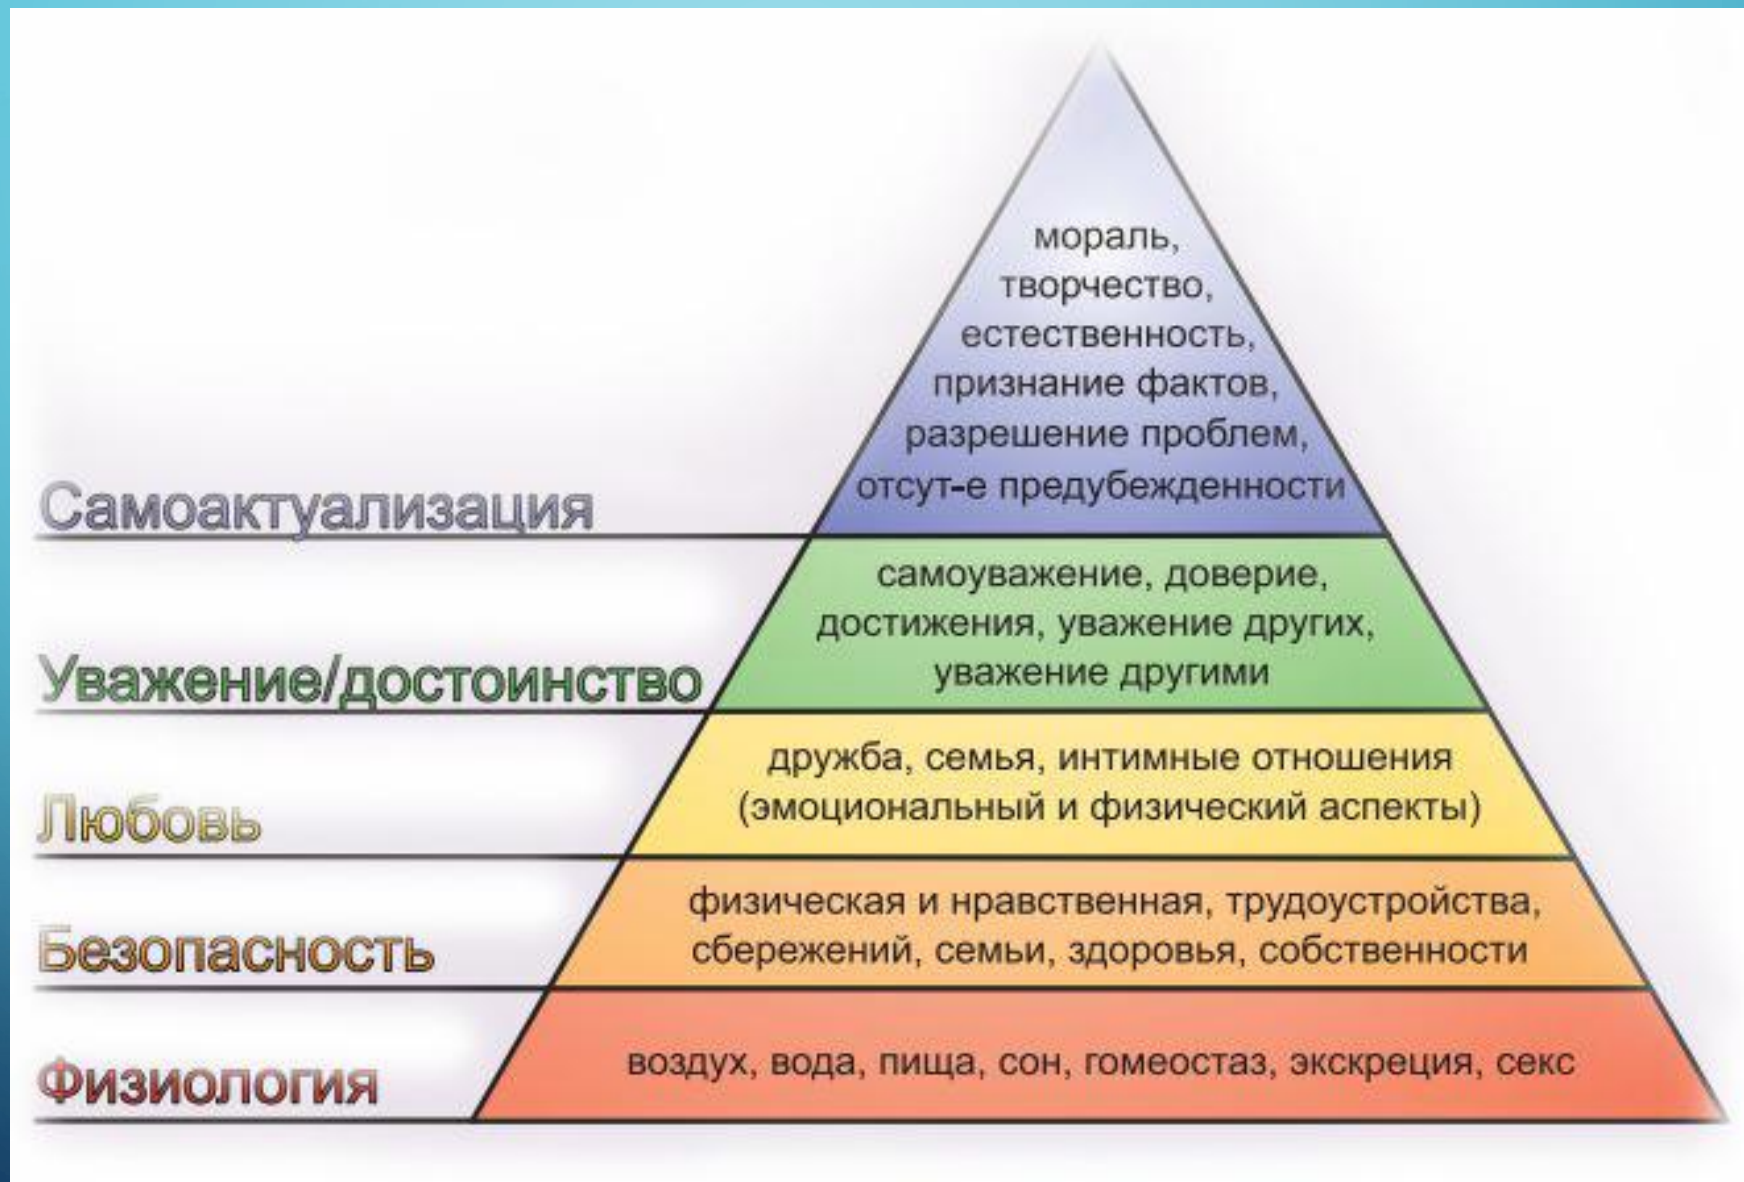 мораль,
творчество,
естественность,
признание фактов,
разрешение проблем,
отсут-е предубежденности
Самоактуализация
самоуважение, доверие,
достижения, уважение других,
уважение другими
Уважение/достоинство
дружба, семья, интимные отношения
(эмоциональный и физический аспекты)
Любовь
физическая и нравственная, трудоустройства,
сбережений, семьи, здоровья, собственности
Безопасность
воздух, вода, пища, сон, гомеостаз, экскреция, секс
Физиология